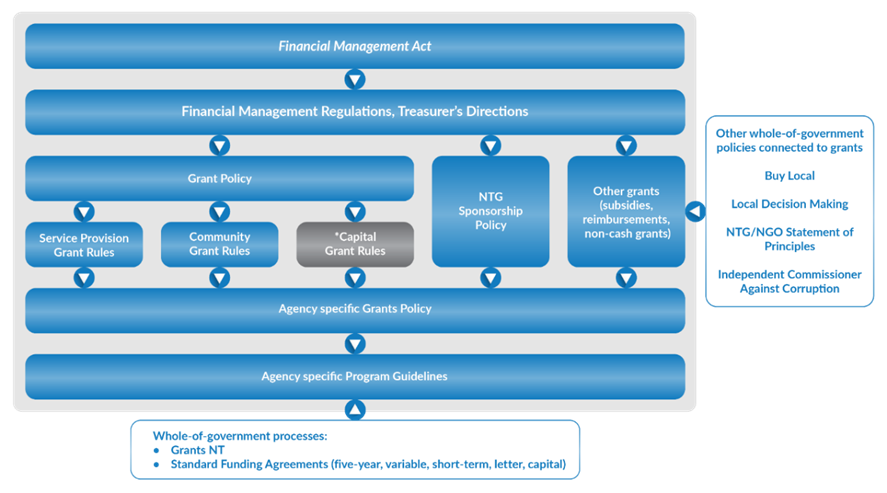 Financial Management Act
Financial Management Regulations, Treasurer's Directions
Grant Policy
NTG
Sponsorship
Policy
Other grants
(subsidies,
reimbursements,
non-cash grants)
Service Provision
Grant Rules
Community
Grant Rules
*Capital
Grant Rules
Agency specific Grants Policy
Agency specific Program Guidelines
Other whole-of-government
policies connected to grants
Buy Local
Local Decision Making
NTG/NGO Statement of
Principles
Independent Commissioner
Against Corruption
Whole-of-government processes:
• Grants NT
• Standard Funding Agreements (five-year, variable, short-term, letter, capital)